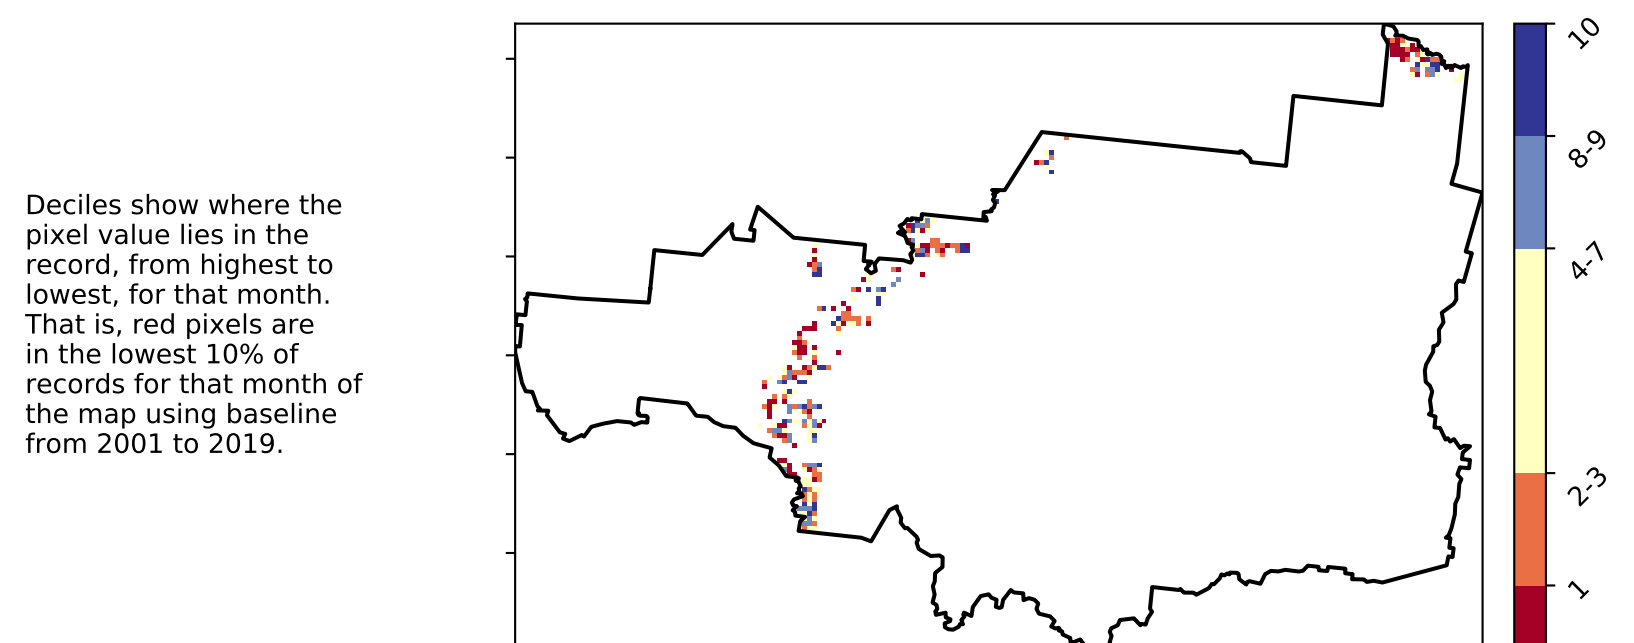 Deciles show where the
pixel value lies in the
record, from highest to
lowest, for that month.
That is, red pixels are
in the lowest 10% of
records for that month of
the map using baseline
from 2001 to 2019.
10
8-9
4-7
2-3
1